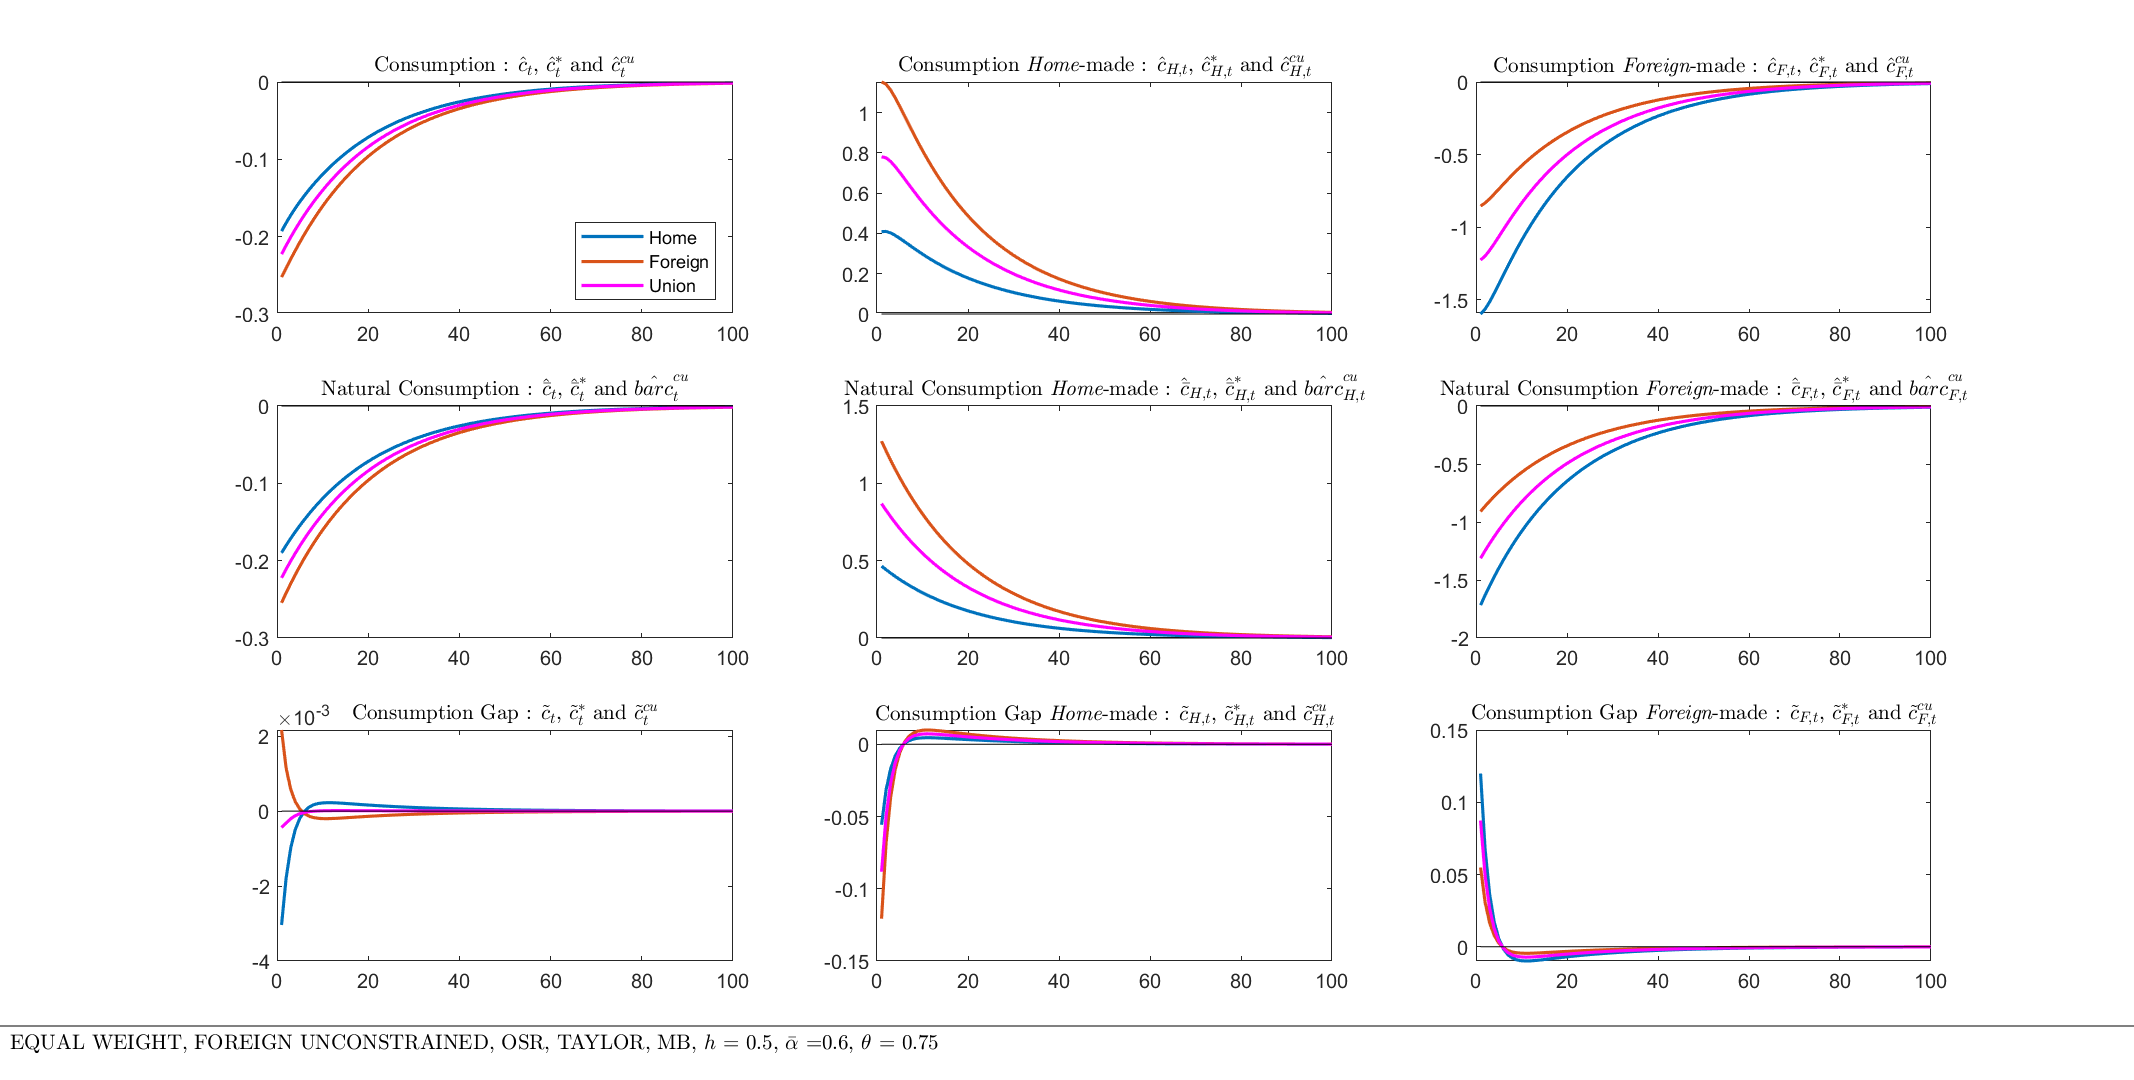 Consumption : ĉ_t, ĉ*_t and ĉ^cu_t
Consumption Home-made : ĉ_H,t, ĉ*_H,t and ĉ^cu_H,t
Consumption Foreign-made : ĉ_F,t, ĉ*_F,t and ĉ^cu_F,t
0
-0.1
-0.2
-0.3
0 20 40 60 80 100
Home
Foreign
Union
1
0.8
0.6
0.4
0.2
0
0 20 40 60 80 100
0
-0.5
-1
-1.5
0 20 40 60 80 100
Natural Consumption : c̄̂_t, c̄̂*_t and bar̂c^cu_t
Natural Consumption Home-made : c̄̂_H,t, c̄̂*_H,t and bar̂c^cu_H,t
Natural Consumption Foreign-made : c̄̂_F,t, c̄̂*_F,t and bar̂c^cu_F,t
0
-0.1
-0.2
-0.3
0 20 40 60 80 100
1.5
1
0.5
0
0 20 40 60 80 100
0
-0.5
-1
-1.5
-2
0 20 40 60 80 100
Consumption Gap : c̃_t, c̃*_t and c̃^cu_t
Consumption Gap Home-made : c̃_H,t, c̃*_H,t and c̃^cu_H,t
Consumption Gap Foreign-made : c̃_F,t, c̃*_F,t and c̃^cu_F,t
×10^-3
2
0
-2
-4
0 20 40 60 80 100
0
-0.05
-0.1
-0.15
0 20 40 60 80 100
0.15
0.1
0.05
0
0 20 40 60 80 100
EQUAL WEIGHT, FOREIGN UNCONSTRAINED, OSR, TAYLOR, MB, h = 0.5, ᾱ =0.6, θ = 0.75